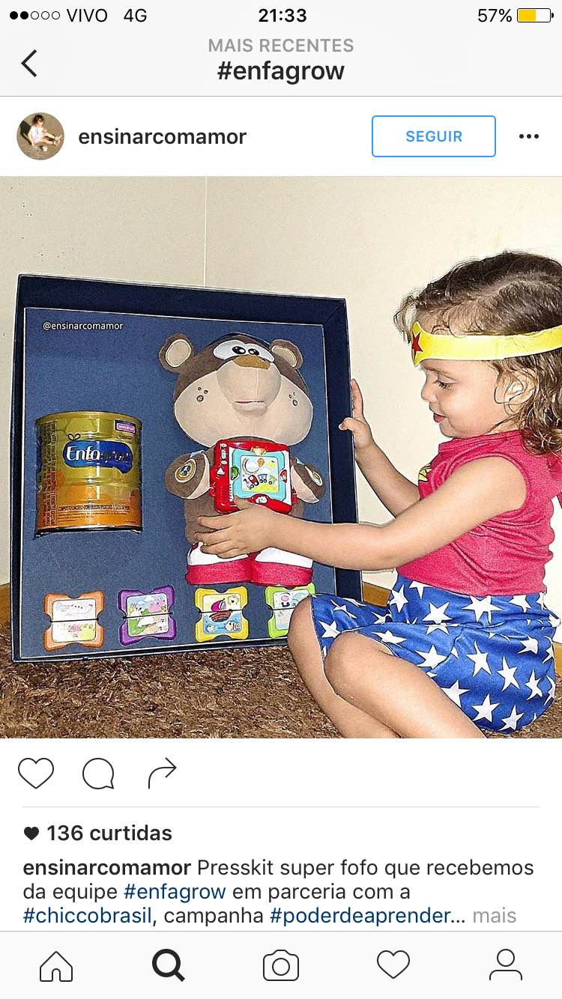 VIVO 4G 21:33 57%
MAIS RECENTES
#enfagrow
ensinarcomamor SEGUIR
@ensinarcomamor
136 curtidas
ensinarcomamor Presskit super fofo que recebemos
da equipe #enfagrow em parceria com a
#chiccobrasil, campanha #poderdeaprender... mais